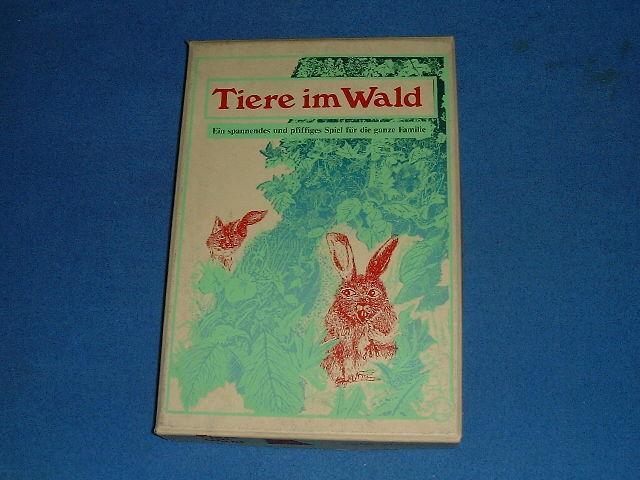 Tiere im Wald
Ein spannendes und pfiffiges Spiel für die ganze Familie